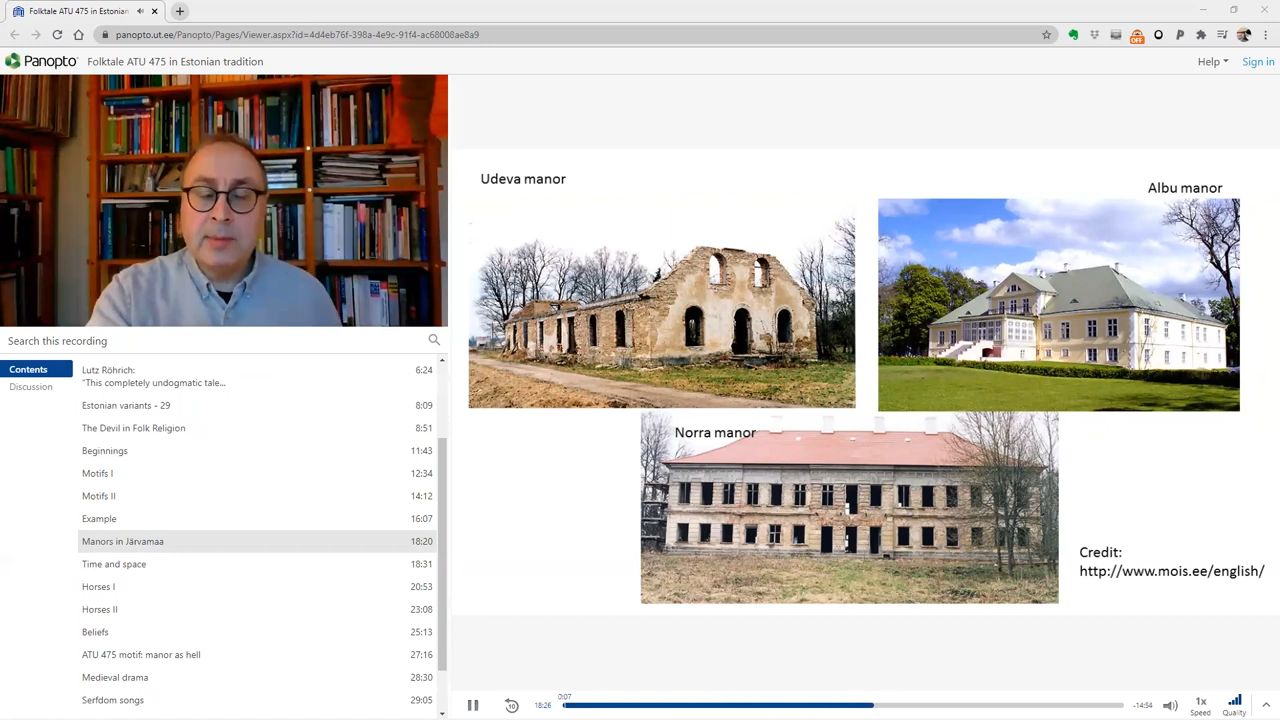 Folktale ATU 475 in Estonian
panopto.ut.ee/Panopto/Pages/Viewer.aspx?id=4d4eb76f-398a-4e9c-91f4-ac68008ae8a9
OFF
Panopto
Folktale ATU 475 in Estonian tradition
Help
Sign in
Search this recording
Contents
Discussion
Lutz Röhrich:
"This completely undogmatic tale...
6:24
Estonian variants - 29
8:09
The Devil in Folk Religion
8:51
Beginnings
11:43
Motifs I
12:34
Motifs II
14:12
Example
16:07
Manors in Järvamaa
18:20
Time and space
18:31
Horses I
20:53
Horses II
23:08
Beliefs
25:13
ATU 475 motif: manor as hell
27:16
Medieval drama
28:30
Serfdom songs
29:05
Udeva manor
Albu manor
Norra manor
Credit:
http://www.mois.ee/english/
0:07
10
18:26
-14:54
1x
Speed
Quality